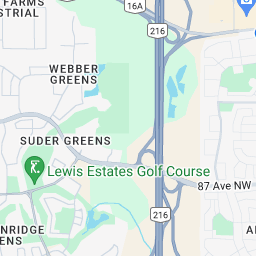 FARMS
STRIAL
16A
216
WEBBER
GREENS
SUDER GREENS
Lewis Estates Golf Course
87 Ave NW
216
NRIDGE
ENS
A